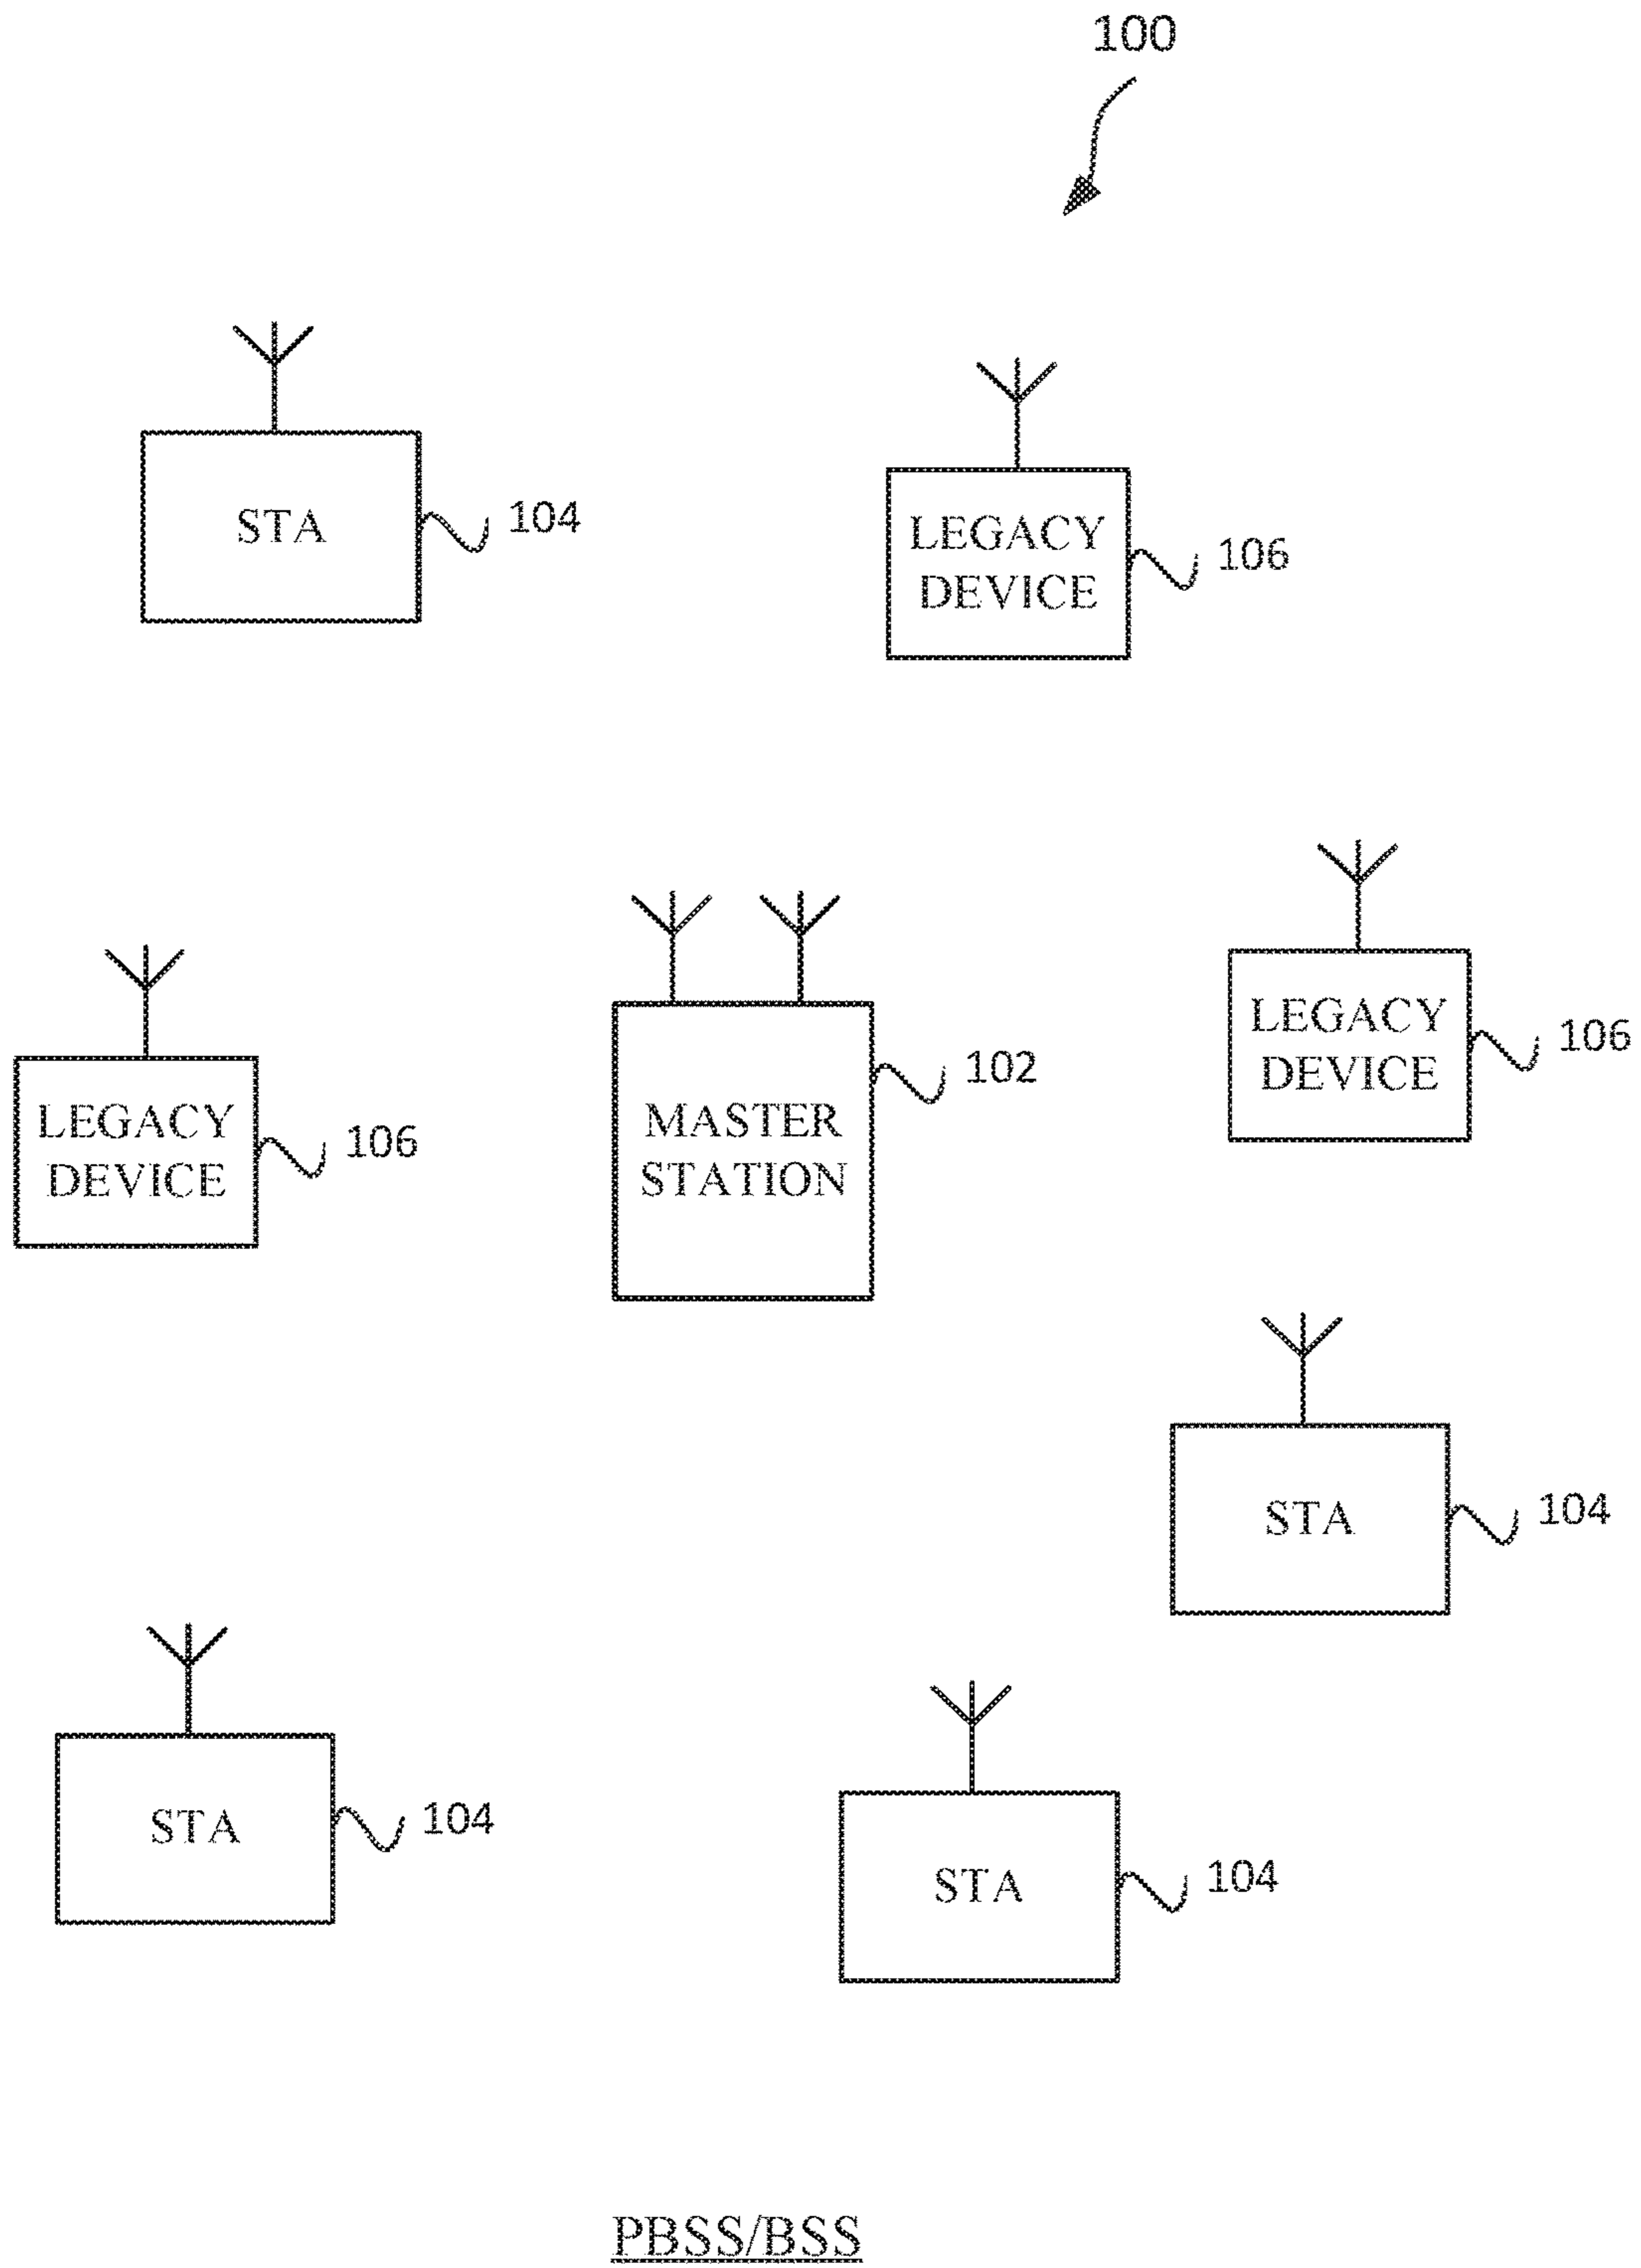 100
STA
104
LEGACY
DEVICE
106
LEGACY
DEVICE
106
MASTER
STATION
102
LEGACY
DEVICE
106
STA
104
STA
104
STA
104
PBSS/BSS